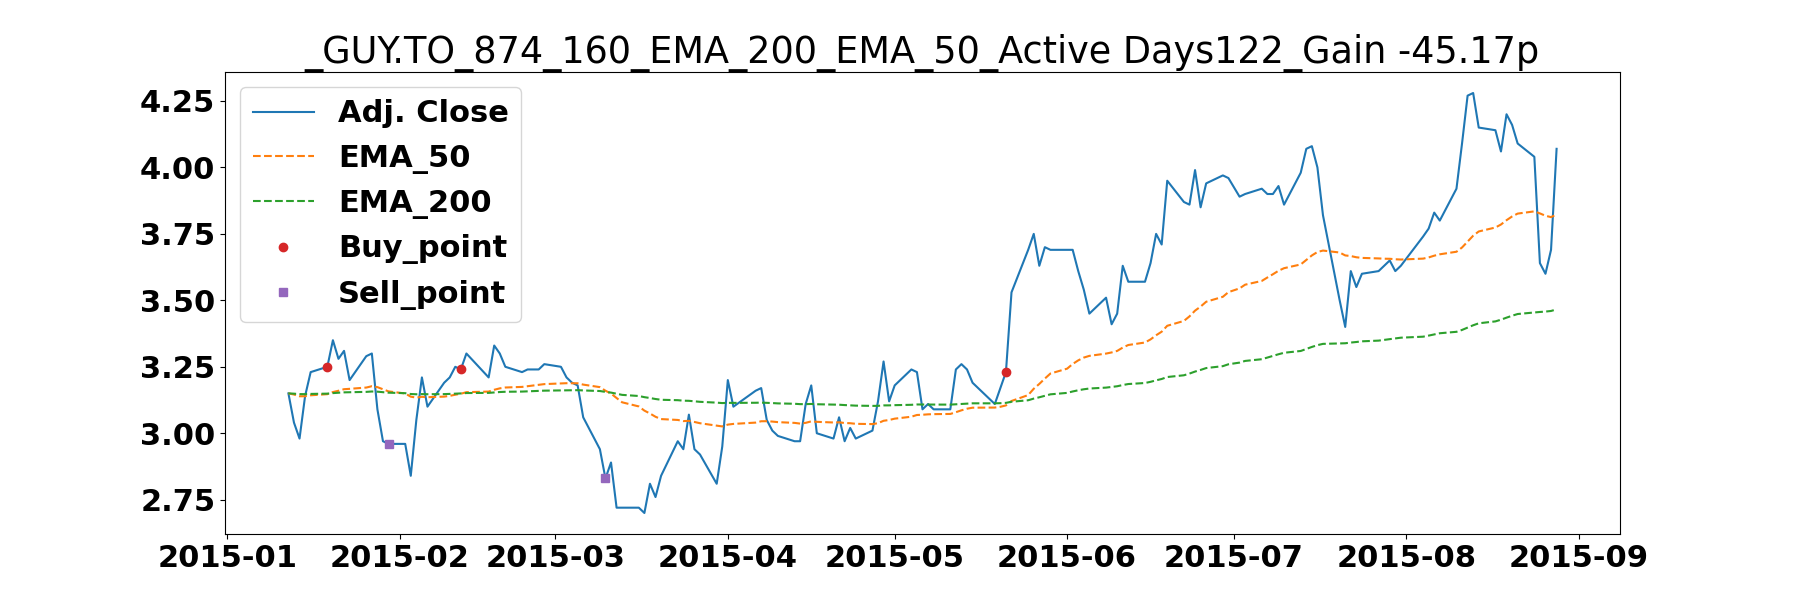 _GUY.TO_874_160_EMA_200_EMA_50_Active Days122_Gain -45.17p
4.25
4.00
3.75
3.50
3.25
3.00
2.75
Adj. Close
EMA_50
EMA_200
Buy_point
Sell_point
2015-01 2015-02 2015-03 2015-04 2015-05 2015-06 2015-07 2015-08 2015-09